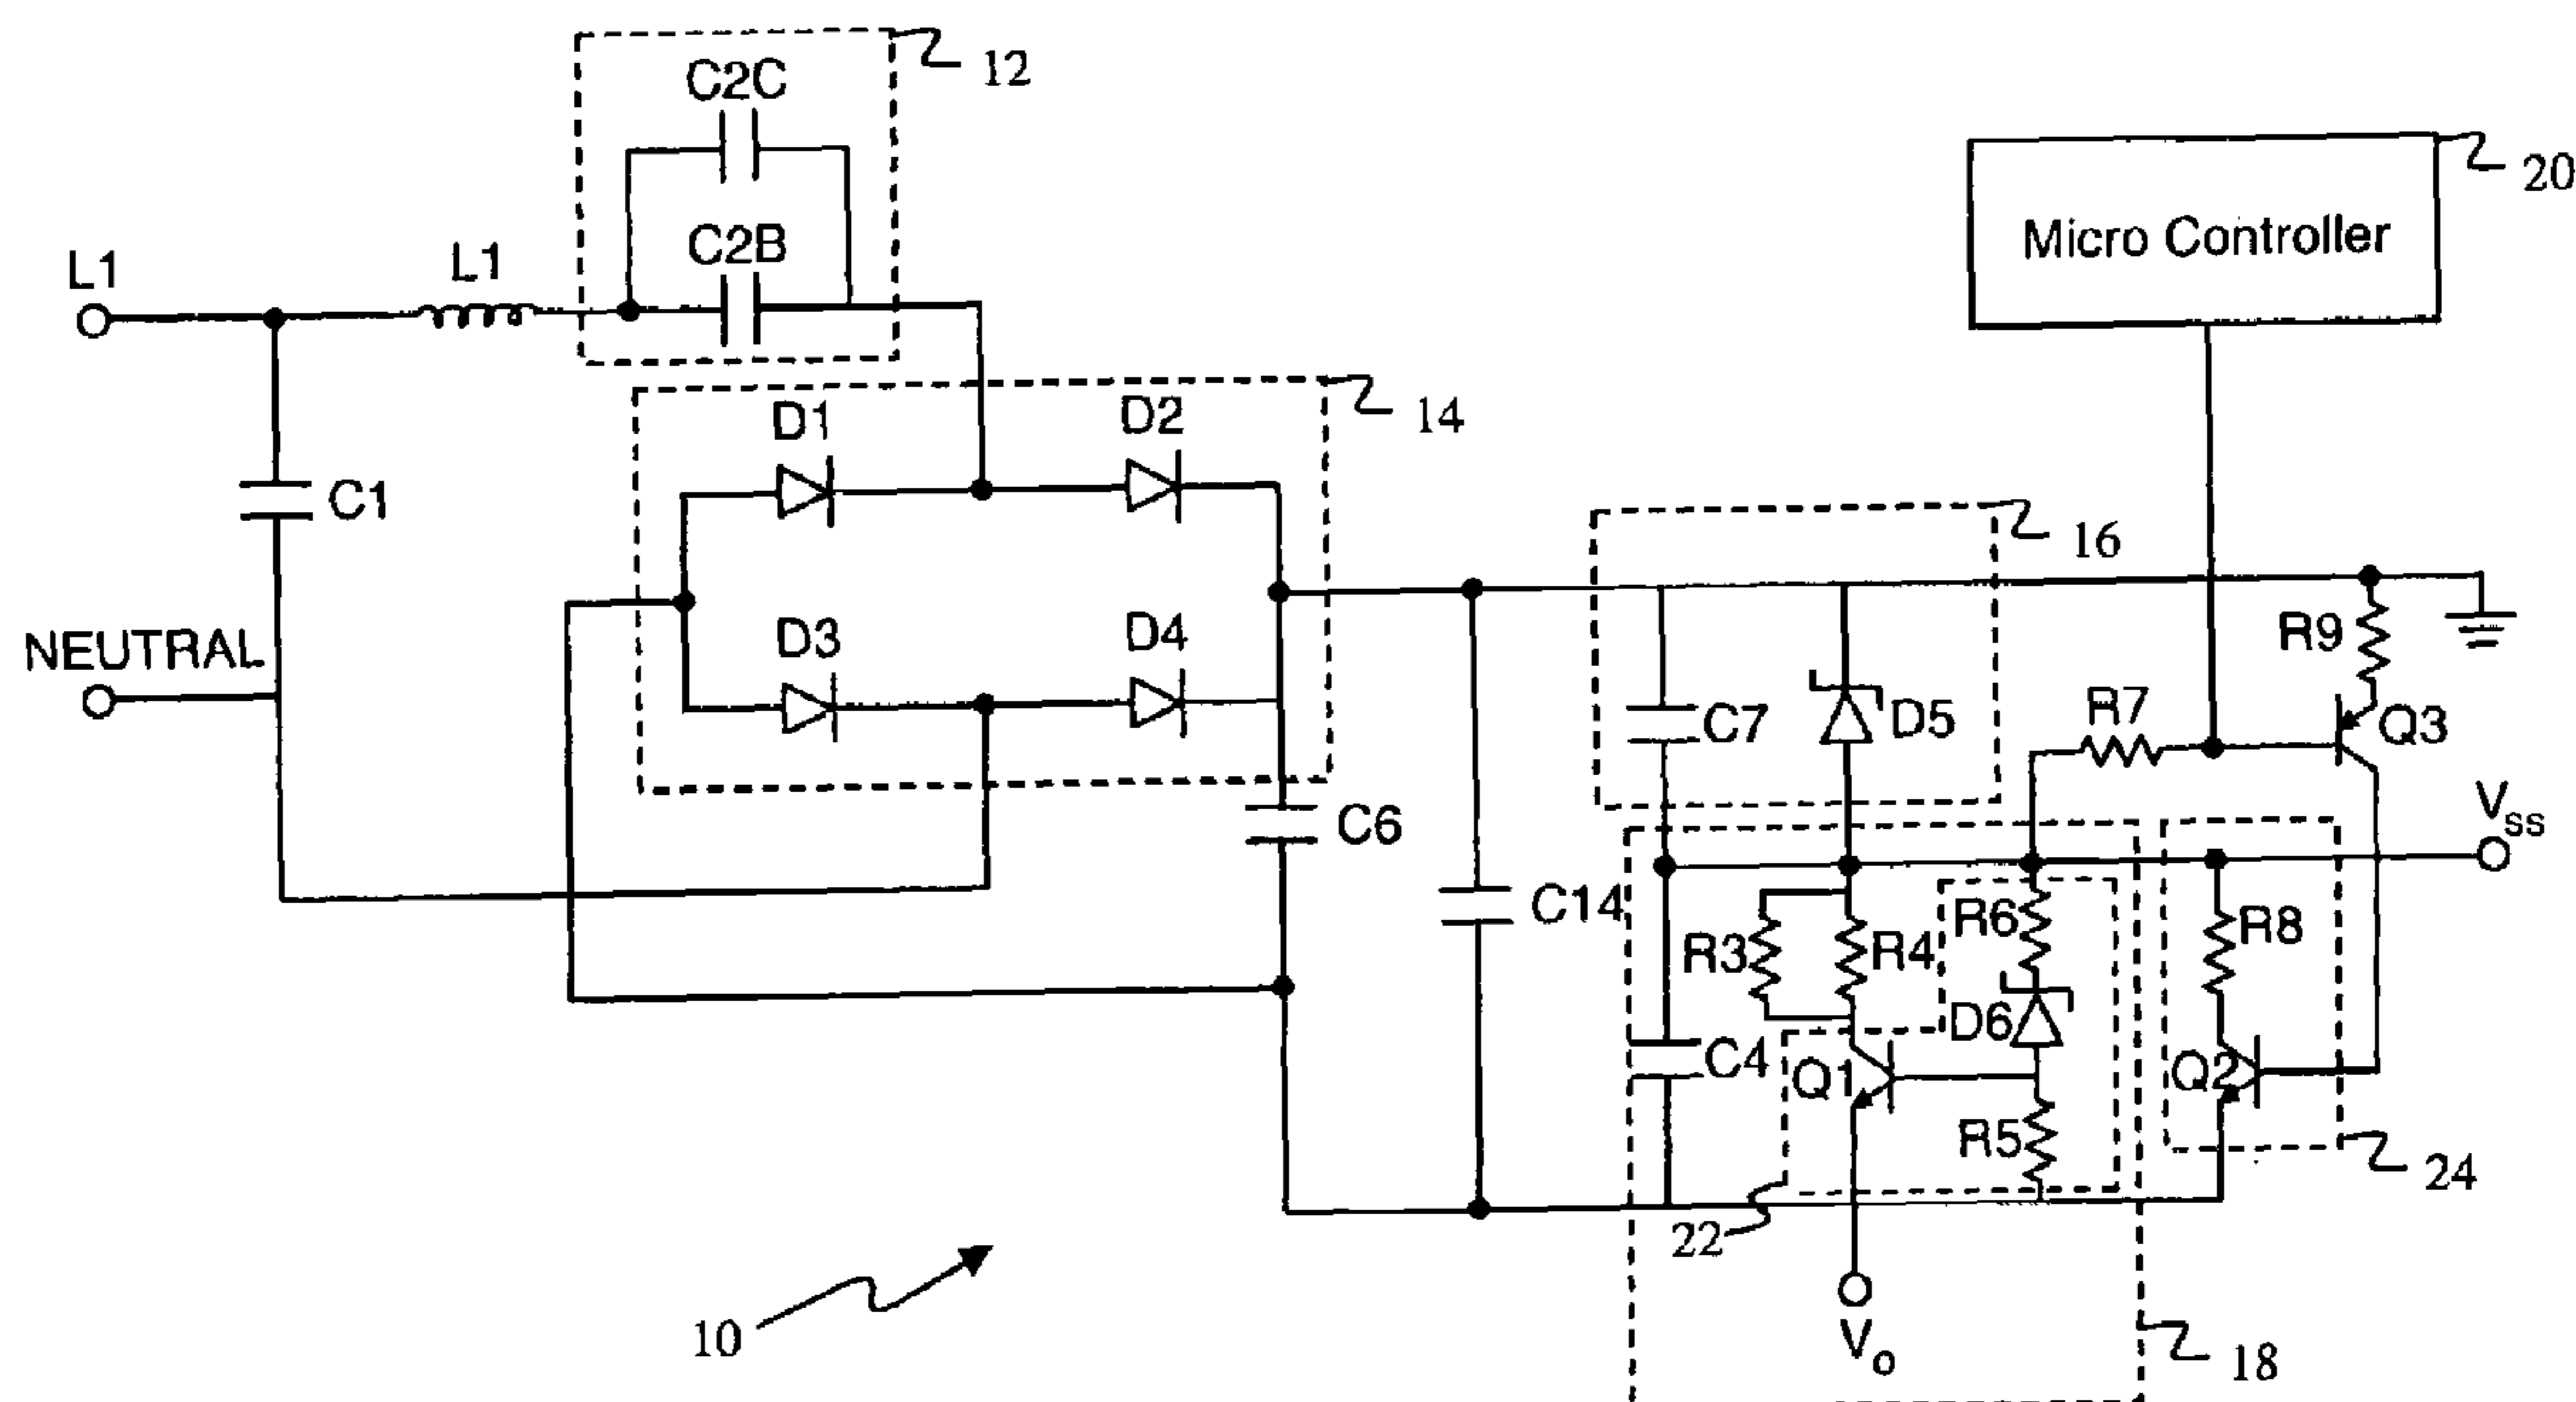 12
C2C
20
Micro Controller
C2B
L1
L1
14
D1
D2
16
C1
R9
D3
D4
NEUTRAL
R7
Q3
C7
D5
Vss
C6
C14
R6
R8
R3
R4
D6
C4
Q1
Q2
R5
24
22
10
Vo
18